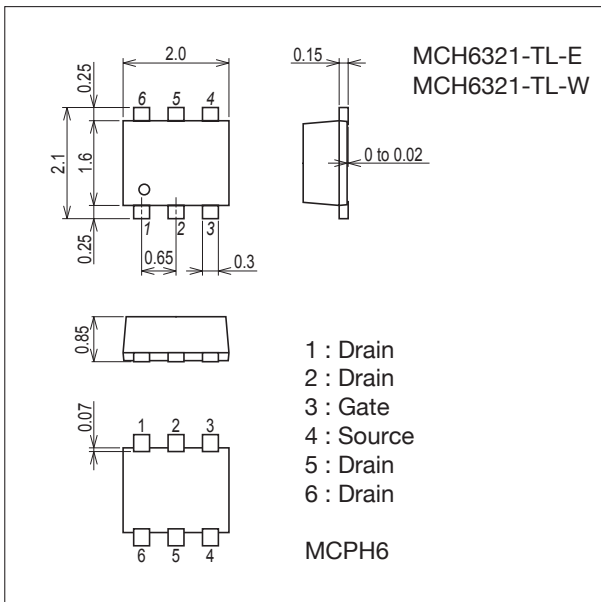 2.0
0.15
MCH6321-TL-E
MCH6321-TL-W
0.25
6 5 4
2.1
1.6
0 to 0.02
0.25
1 2 3
0.65
0.3
0.85
1 : Drain
2 : Drain
3 : Gate
4 : Source
5 : Drain
6 : Drain
0.07
1 2 3
6 5 4
MCPH6